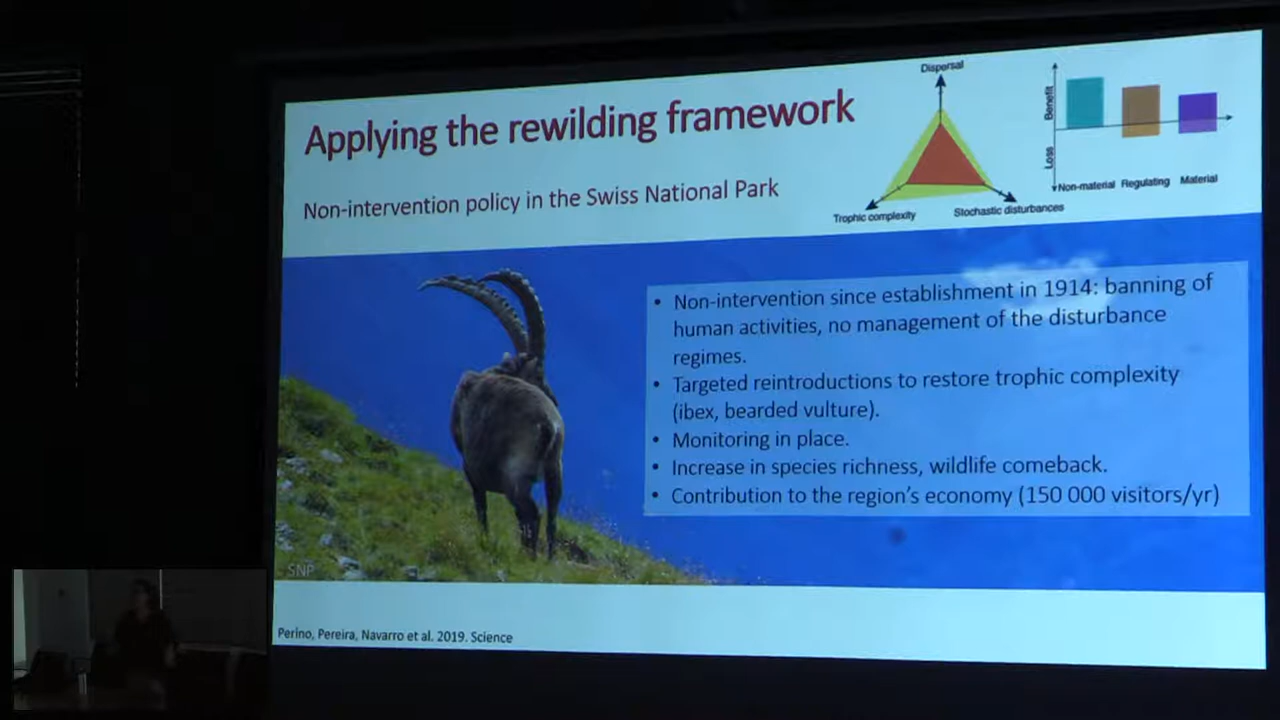 Applying the rewilding framework
Non-intervention policy in the Swiss National Park
Dispersal
Trophic complexity
Stochastic disturbances
Benefit
Loss
Non-material Regulating Material
• Non-intervention since establishment in 1914: banning of
human activities, no management of the disturbance
regimes.
• Targeted reintroductions to restore trophic complexity
(ibex, bearded vulture).
• Monitoring in place.
• Increase in species richness, wildlife comeback.
• Contribution to the region's economy (150 000 visitors/yr)
SNP
Perino, Pereira, Navarro et al. 2019. Science